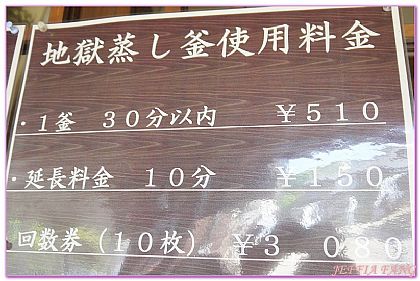 地獄蒸し釜使用料金
・1釜 30分以内 ￥510
・延長料金 10分 ￥150
回数券（10枚）￥3 080
JEFFIA FANG